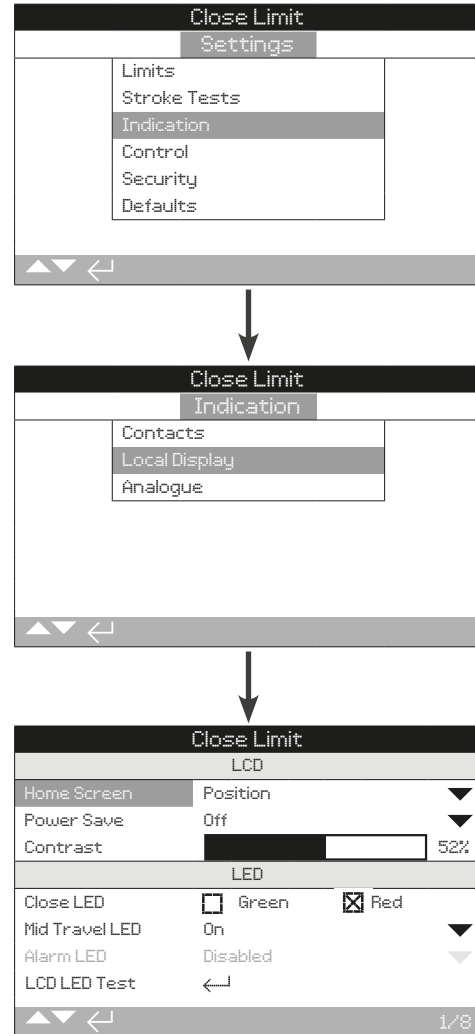 Close Limit
Settings
Limits
Stroke Tests
Indication
Control
Security
Defaults
Close Limit
Indication
Contacts
Local Display
Analogue
Close Limit
LCD
Home Screen Position
Power Save Off
Contrast 52%
LED
Close LED Green Red
Mid Travel LED On
Alarm LED Disabled
LCD LED Test
1/8